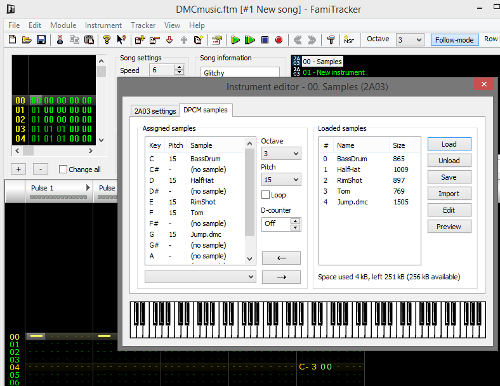 DMCmusic.ftm [#1 New song] - FamiTracker
File Edit Module Instrument Tracker View Help
Octave 3 Follow-mode Row
Song settings
Speed 6
Song information
Glitchy
00 - Samples
01 - New instrument
00 00 00 00 00
01 01 00 00 00
02 01 00 00 00
03 01 00 00 00
04 01 00 00 00
+ - Change all
Pulse 1
Instrument editor - 00. Samples (2A03)
2A03 settings DPCM samples
Assigned samples
Key Pitch Sample
C 15 BassDrum
C# - (no sample)
D 15 HalfHat
D# - (no sample)
E 15 RimShot
F 15 Tom
F# - (no sample)
G 15 Jump.dmc
G# - (no sample)
A - (no sample)
Octave
3
Pitch
15
Loop
D-counter
Off
←
→
Loaded samples
# Name Size
0 BassDrum 865
1 HalfHat 1009
2 RimShot 897
3 Tom 769
4 Jump.dmc 1505
Load
Unload
Save
Import
Edit
Preview
Space used 4 kB, left 251 kB (256 kB available)
00
01
02
03
04 C-3 00
05
06